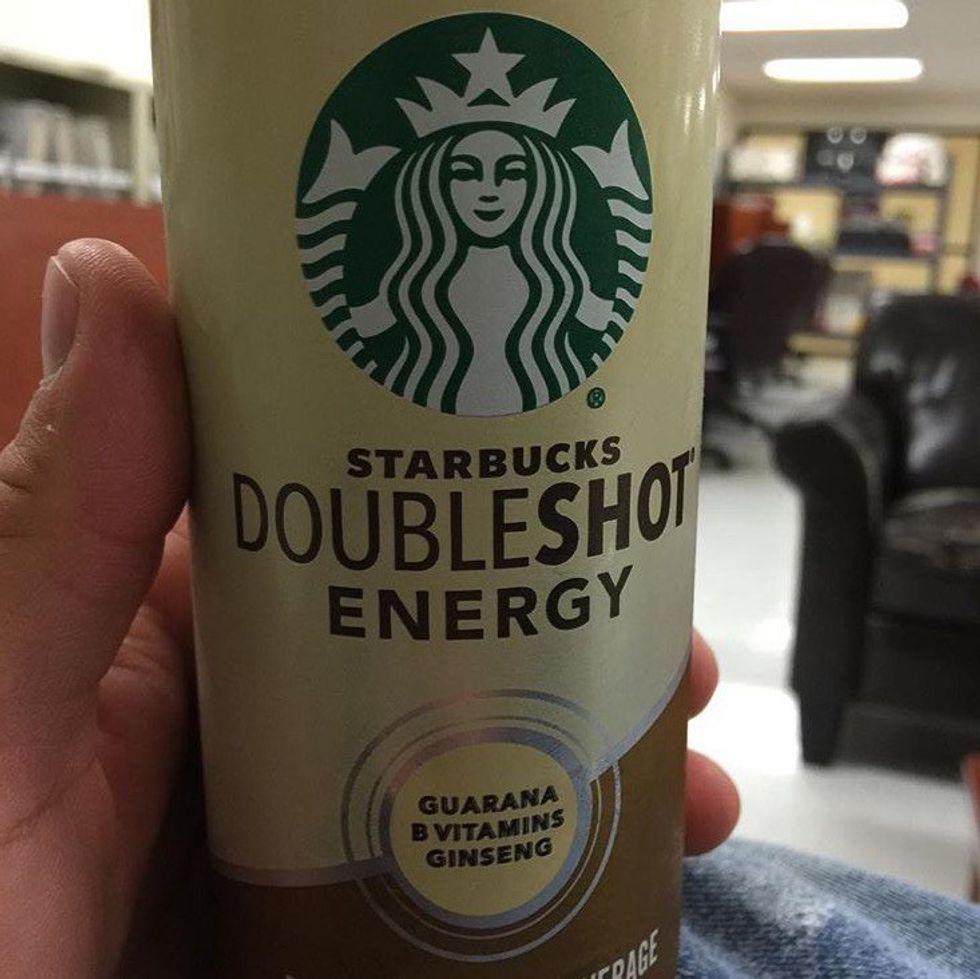 STARBUCKS
DOUBLESHOT
ENERGY
GUARANA
B VITAMINS
GINSENG